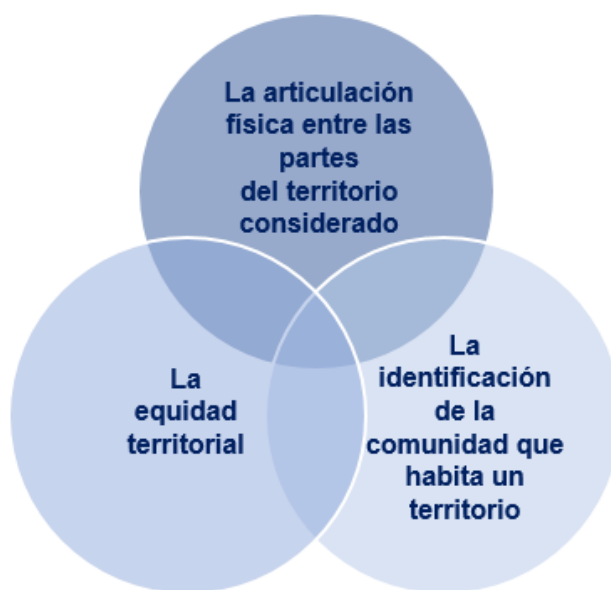 La articulación
física entre las
partes
del territorio
considerado
La
equidad
territorial
La
identificación
de la
comunidad que
habita un
territorio